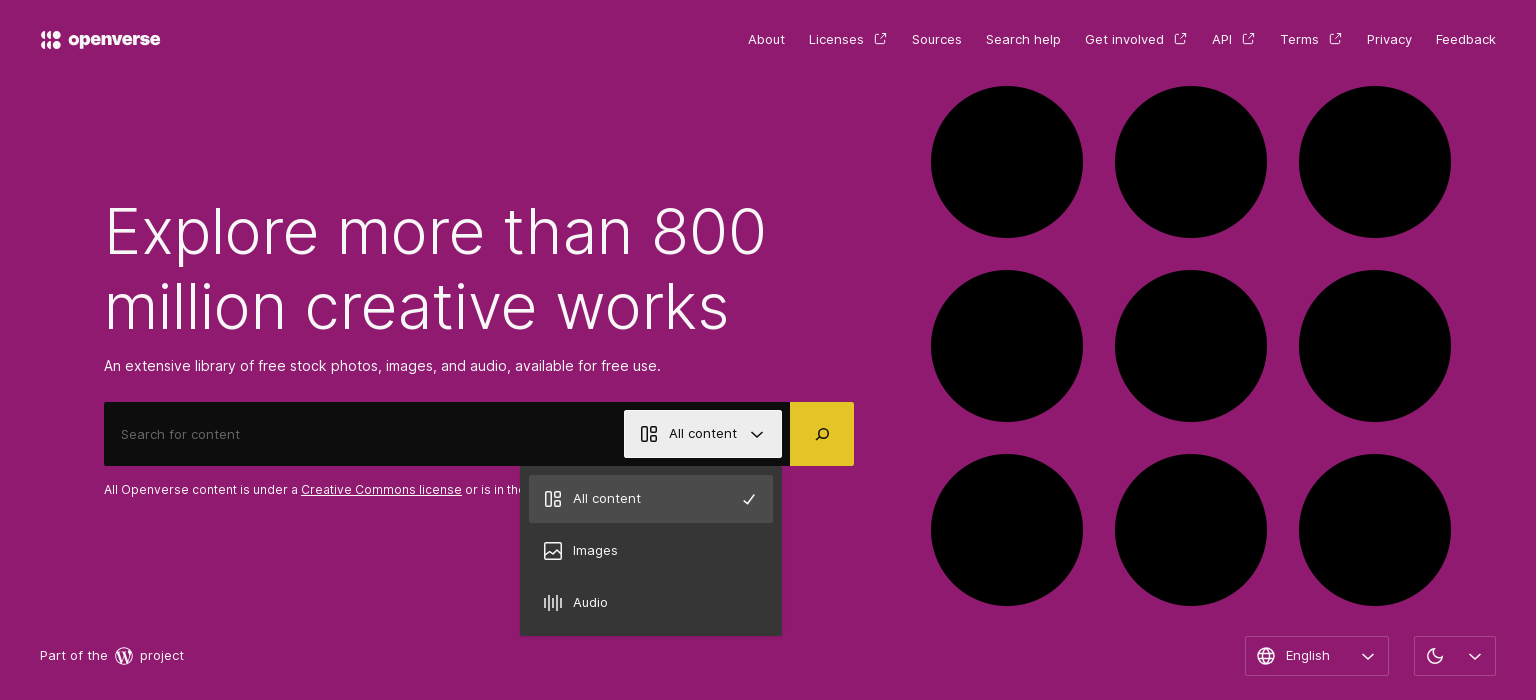 openverse
About Licenses Sources Search help Get involved API Terms Privacy Feedback
Explore more than 800
million creative works
An extensive library of free stock photos, images, and audio, available for free use.
Search for content
All content
All Openverse content is under a Creative Commons license or is in the
All content
Images
Audio
Part of the project
English